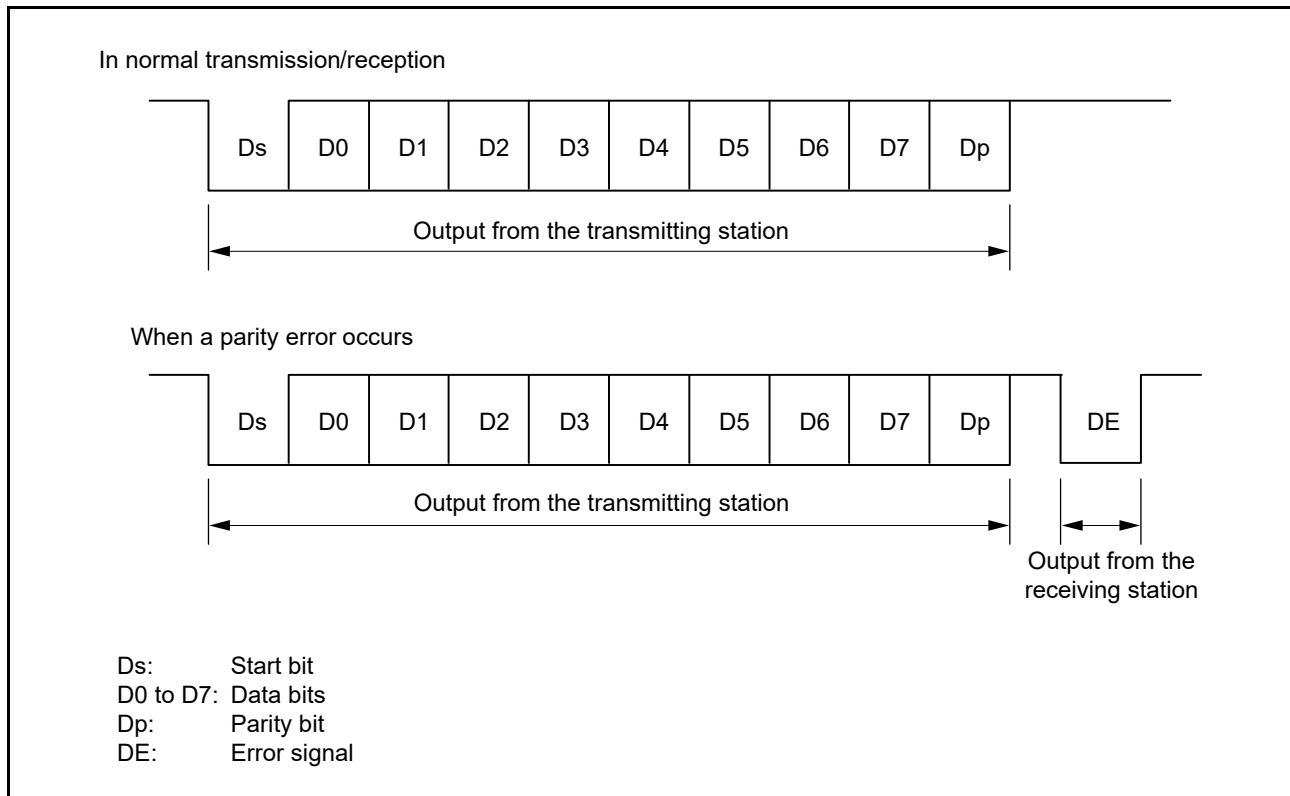 In normal transmission/reception
Ds D0 D1 D2 D3 D4 D5 D6 D7 Dp
Output from the transmitting station
When a parity error occurs
Ds D0 D1 D2 D3 D4 D5 D6 D7 Dp DE
Output from the transmitting station
Output from the
receiving station
Ds: Start bit
D0 to D7: Data bits
Dp: Parity bit
DE: Error signal